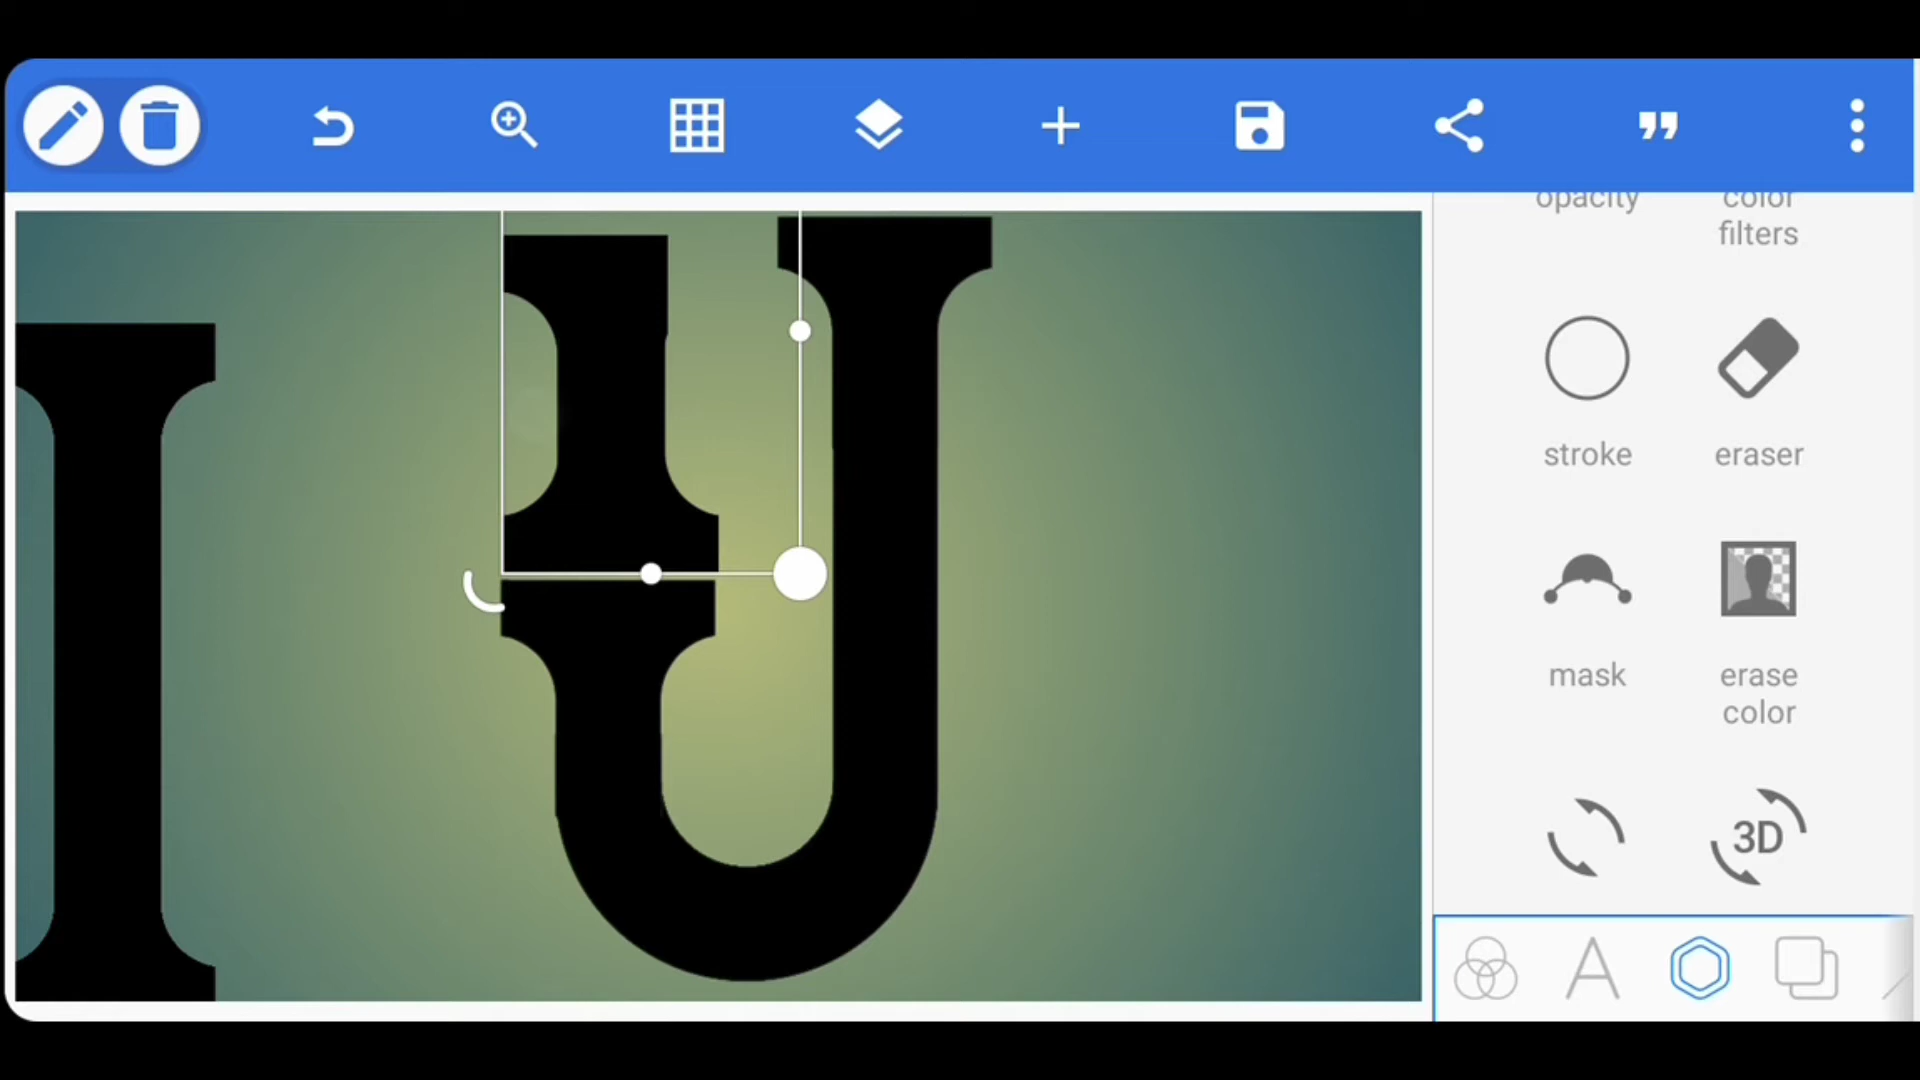 opacity
color
filters
stroke
eraser
mask
erase
color
3D
I
U